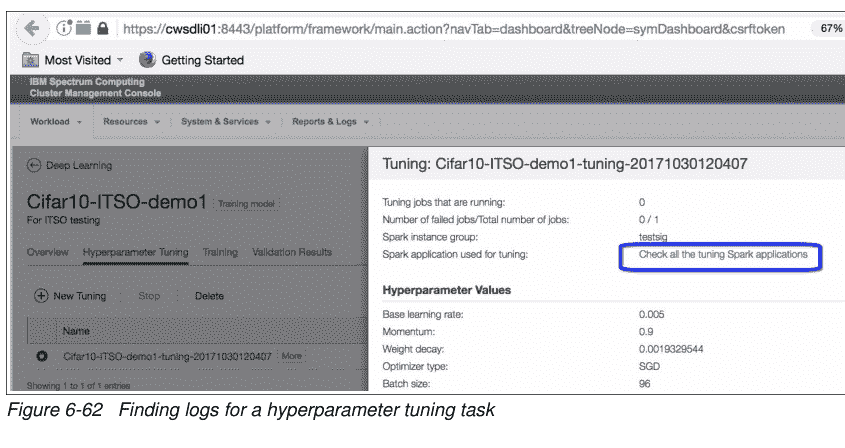 https://cwsdli01:8443/platform/framework/main.action?navTab=dashboard&treeNode=symDashboard&csrftoken 67%
Most Visited Getting Started
IBM Spectrum Computing
Cluster Management Console
Workload Resources System & Services Reports & Logs
Deep Learning
Cifar10-ITSO-demo1 Training model
For ITSO testing
Overview Hyperparameter Tuning Training Validation Results
New Tuning Stop Delete
Name
Cifar10-ITSO-demo1-tuning-20171030120407 More
Showing 1 to 1 of 1 entries
Tuning: Cifar10-ITSO-demo1-tuning-20171030120407
Tuning jobs that are running: 0
Number of failed jobs/Total number of jobs: 0 / 1
Spark instance group: testsig
Spark application used for tuning: Check all the tuning Spark applications
Hyperparameter Values
Base learning rate: 0.005
Momentum: 0.9
Weight decay: 0.0019329544
Optimizer type: SGD
Batch size: 96
Figure 6-62 Finding logs for a hyperparameter tuning task